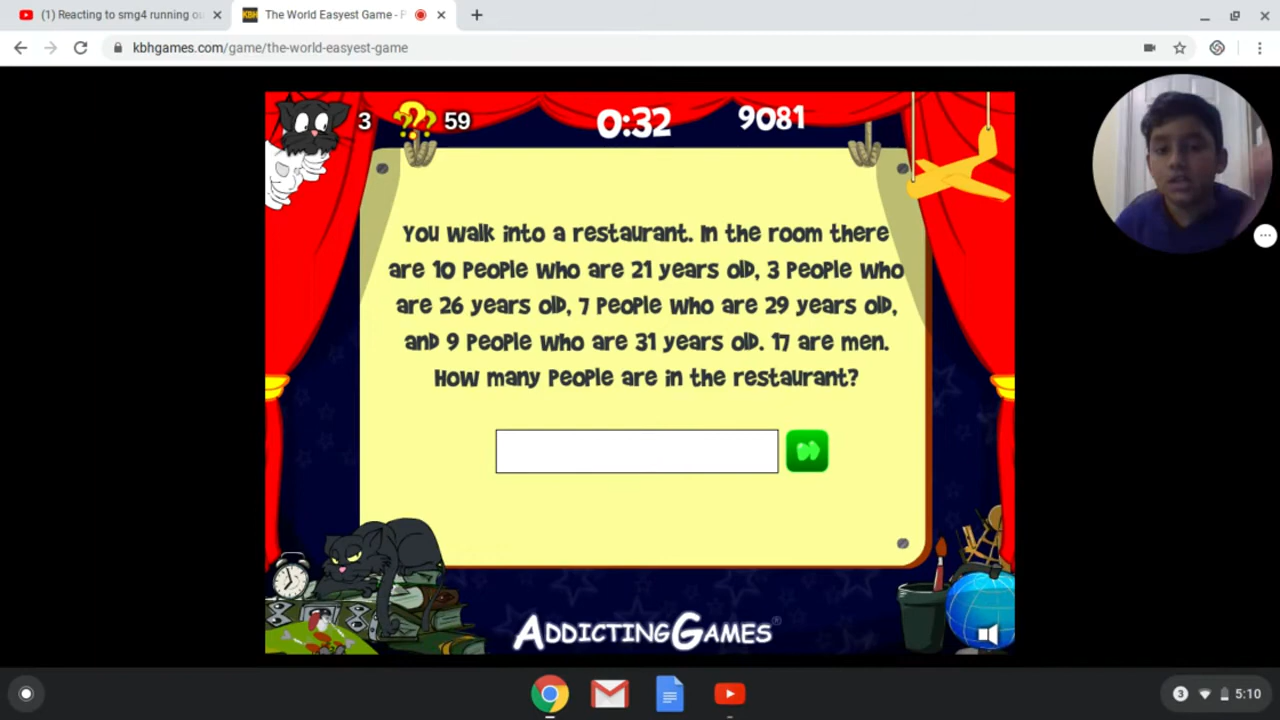 (1) Reacting to smg4 running o
The World Easyest Game - F
kbhgames.com/game/the-world-easyest-game
3
??
59
0:32
9081
You walk into a restaurant. In the room there
are 10 people who are 21 years old, 3 people who
are 26 years old, 7 people who are 29 years old,
and 9 people who are 31 years old. 17 are men.
How many people are in the restaurant?
AddictingGames®
3
5:10